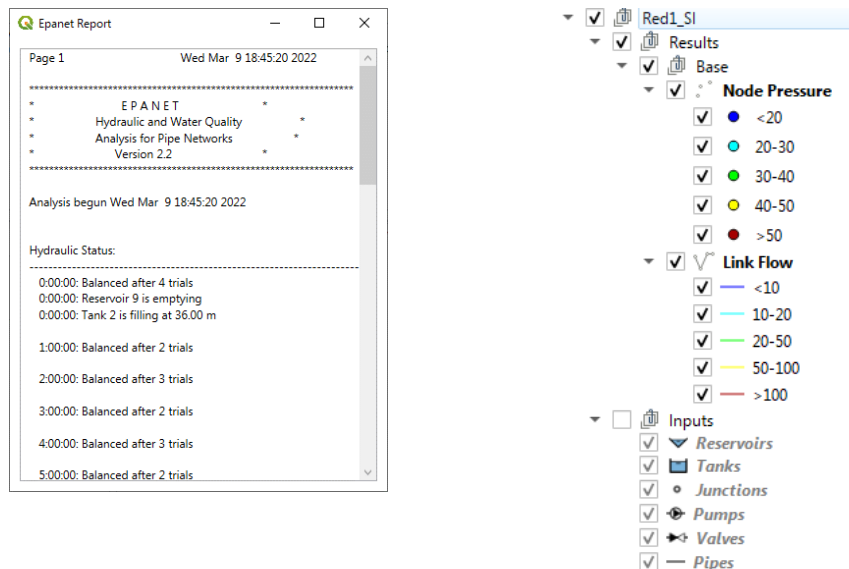 Epanet Report
Page 1 Wed Mar 9 18:45:20 2022
******************************************************************
* E P A N E T *
* Hydraulic and Water Quality *
* Analysis for Pipe Networks *
* Version 2.2 *
******************************************************************
Analysis begun Wed Mar 9 18:45:20 2022
Hydraulic Status:
-----------------------------------------------------------------------
0:00:00: Balanced after 4 trials
0:00:00: Reservoir 9 is emptying
0:00:00: Tank 2 is filling at 36.00 m
1:00:00: Balanced after 2 trials
2:00:00: Balanced after 3 trials
3:00:00: Balanced after 2 trials
4:00:00: Balanced after 3 trials
5:00:00: Balanced after 2 trials
Red1_SI
Results
Base
Node Pressure
<20
20-30
30-40
40-50
>50
Link Flow
<10
10-20
20-50
50-100
>100
Inputs
Reservoirs
Tanks
Junctions
Pumps
Valves
Pipes